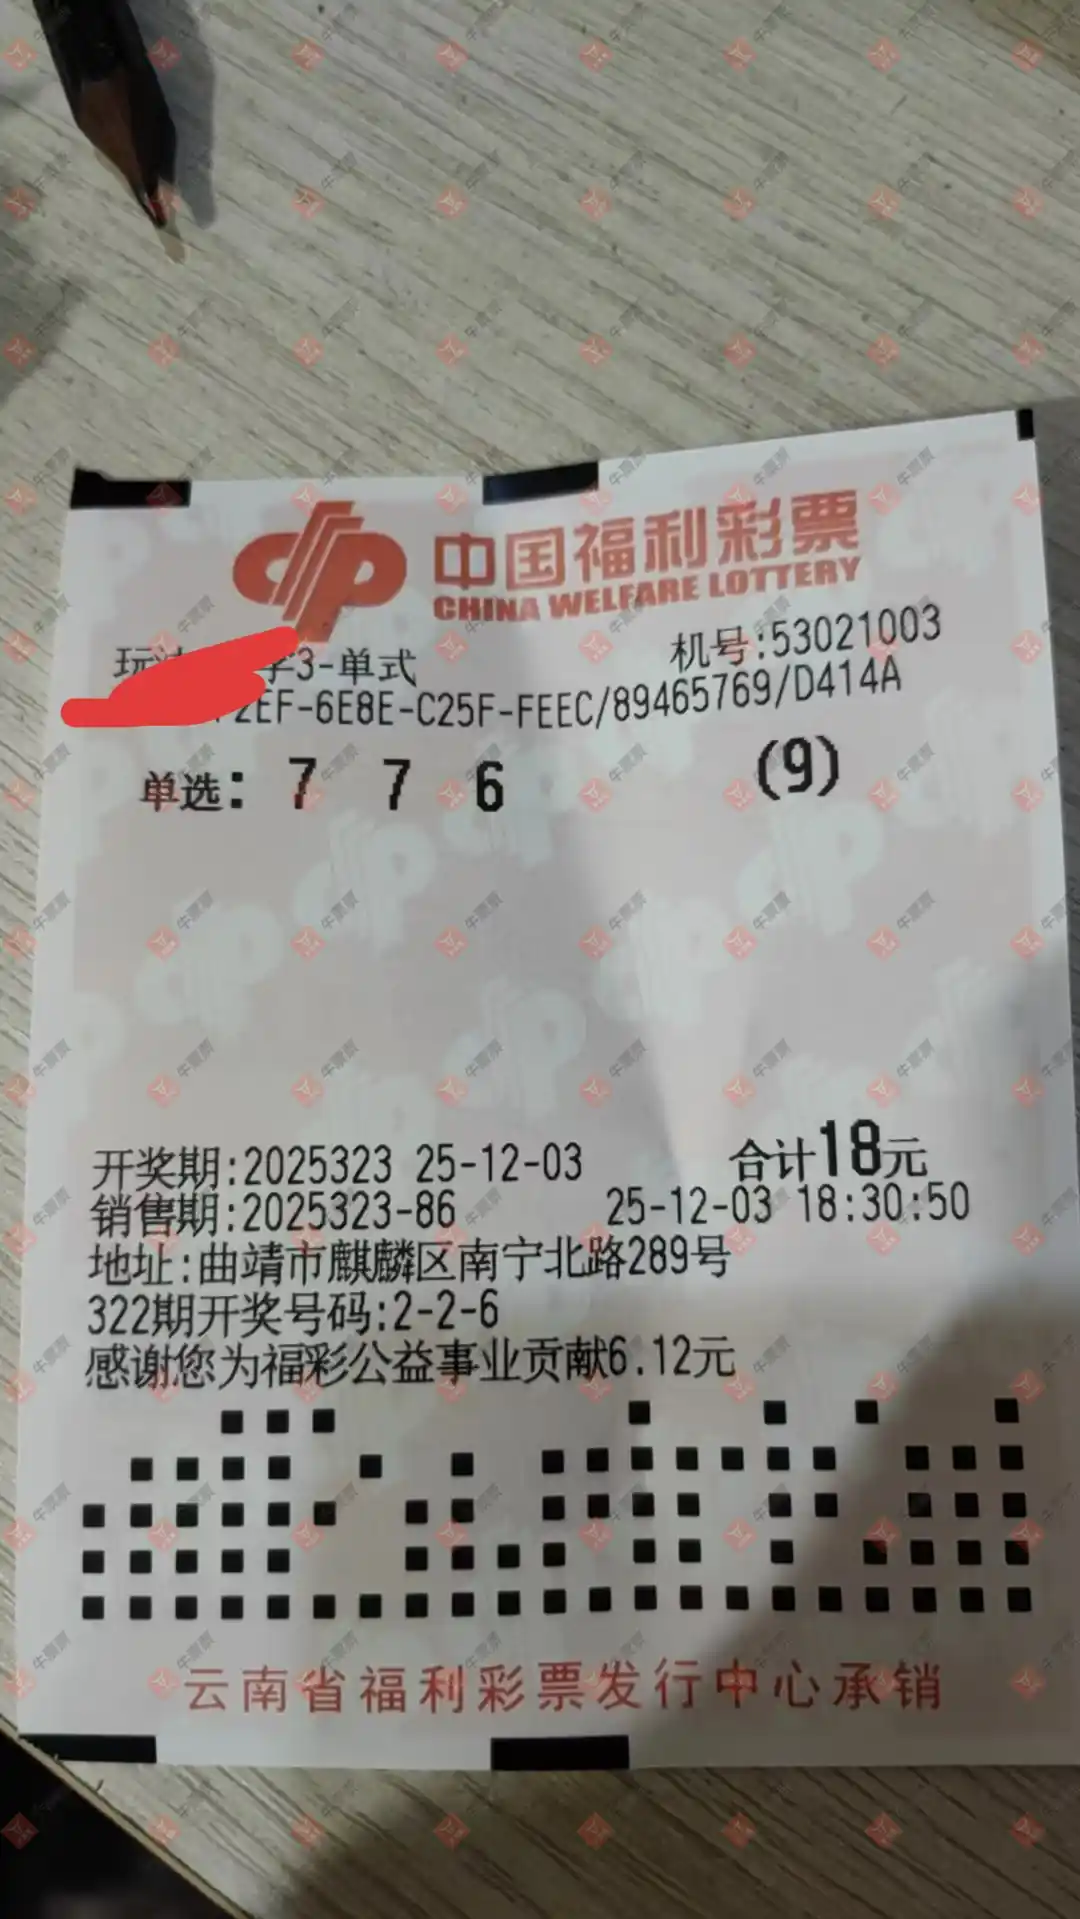 中国福利彩票
CHINA WELFARE LOTTERY
机号:53021003
玩 字3-单式
2EF-6E8E-C25F-FEEC/89465769/D414A
单选: 7 7 6 (9)
开奖期:2025323 25-12-03 合计18元
销售期:2025323-86 25-12-03 18:30:50
地址:曲靖市麒麟区南宁北路289号
322期开奖号码:2-2-6
感谢您为福彩公益事业贡献6.12元
云南省福利彩票发行中心承销